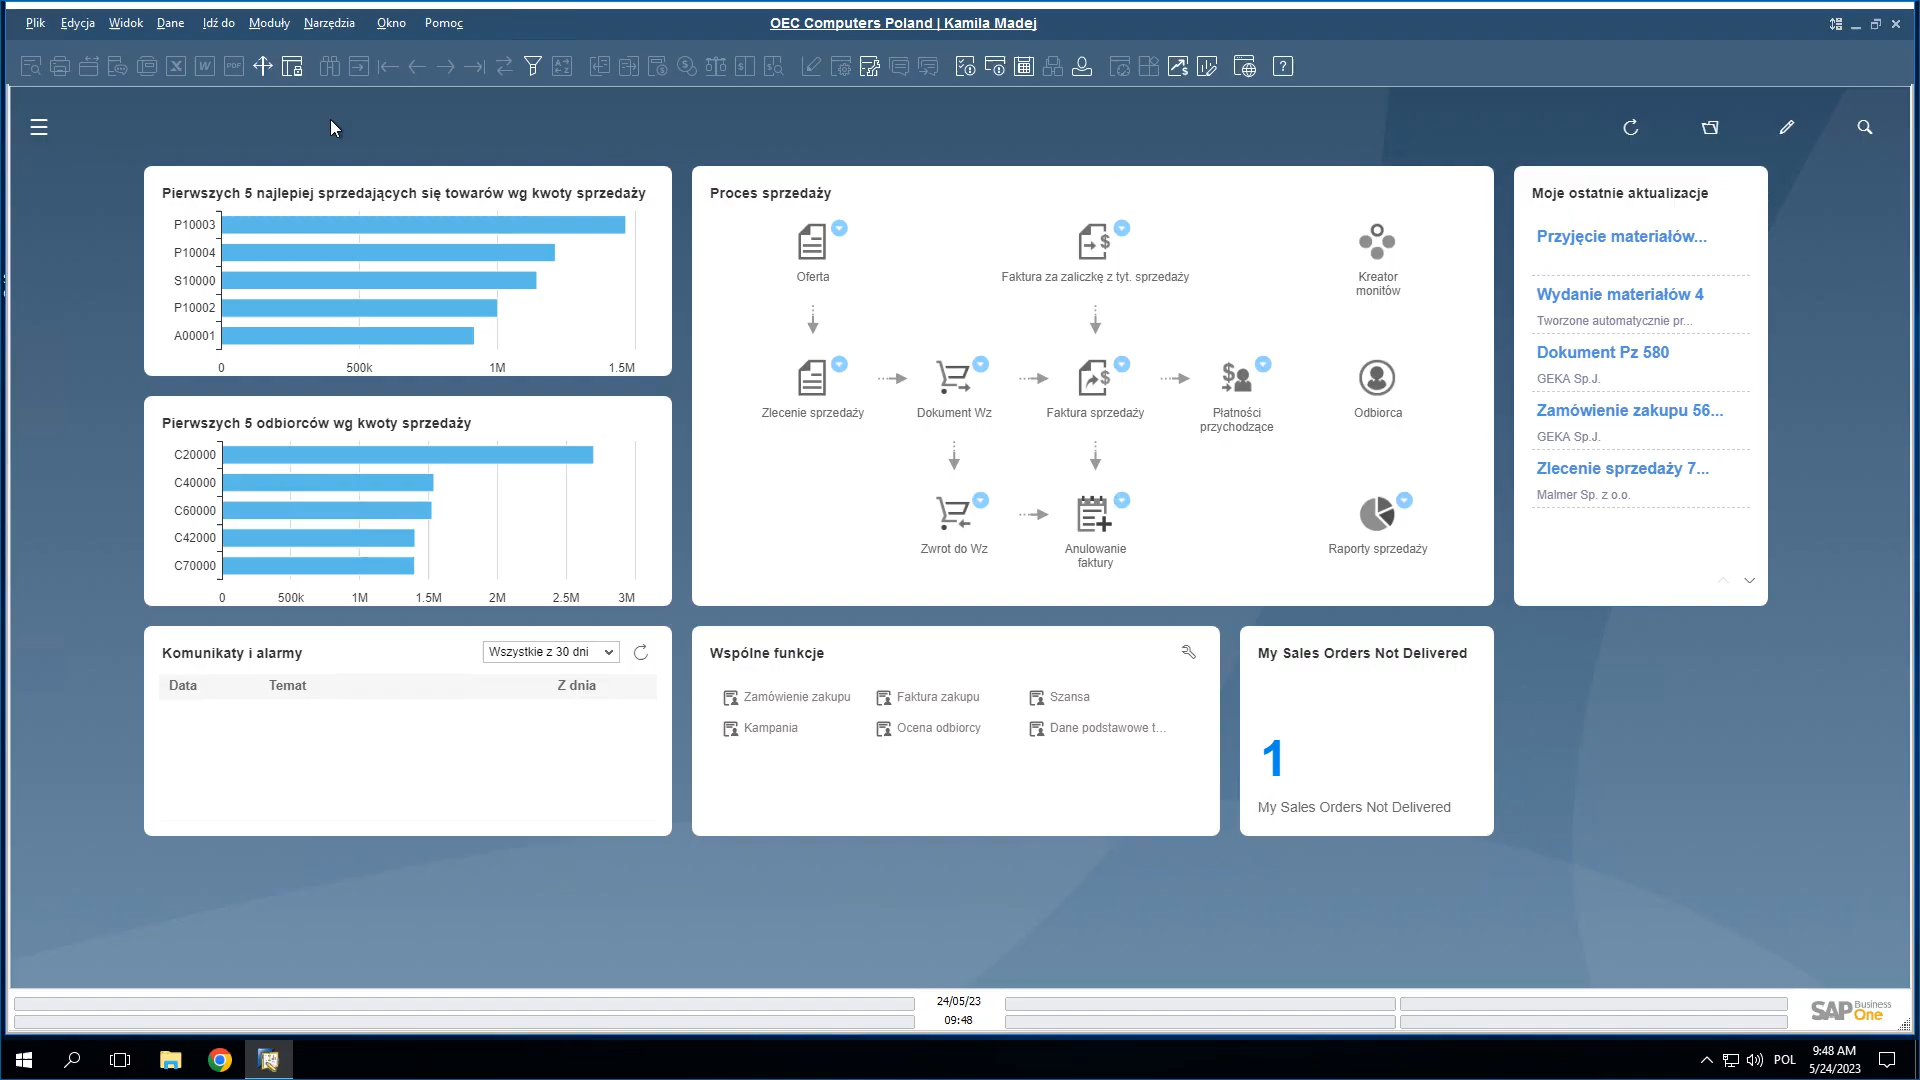 Plik Edycja Widok Dane Idź do Moduły Narzędzia Okno Pomoc
OEC Computers Poland | Kamila Madej
Pierwszych 5 najlepiej sprzedających się towarów wg kwoty sprzedaży
P10003
P10004
S10000
P10002
A00001
0 500k 1M 1.5M
Pierwszych 5 odbiorców wg kwoty sprzedaży
C20000
C40000
C60000
C42000
C70000
0 500k 1M 1.5M 2M 2.5M 3M
Proces sprzedaży
Oferta
Faktura za zaliczkę z tyt. sprzedaży
Kreator
monitów
Zlecenie sprzedaży
Dokument Wz
Faktura sprzedaży
Płatności
przychodzące
Odbiorca
Zwrot do Wz
Anulowanie
faktury
Raporty sprzedaży
Moje ostatnie aktualizacje
Przyjęcie materiałów...
Wydanie materiałów 4
Tworzone automatycznie pr...
Dokument Pz 580
GEKA Sp.J.
Zamówienie zakupu 56...
GEKA Sp.J.
Zlecenie sprzedaży 7...
Malmer Sp. z o.o.
Komunikaty i alarmy
Wszystkie z 30 dni
Data Temat Z dnia
Wspólne funkcje
Zamówienie zakupu Faktura zakupu Szansa
Kampania Ocena odbiorcy Dane podstawowe t...
My Sales Orders Not Delivered
1
My Sales Orders Not Delivered
24/05/23
09:48
SAP Business One
POL
9:48 AM
5/24/2023